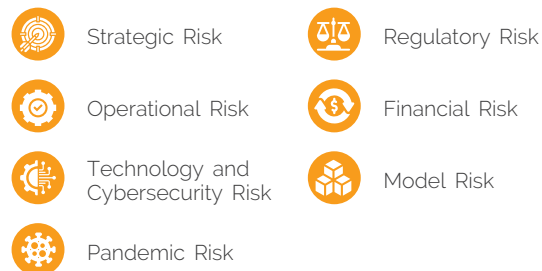 Strategic Risk
Regulatory Risk
Operational Risk
Financial Risk
Technology and
Cybersecurity Risk
Model Risk
Pandemic Risk